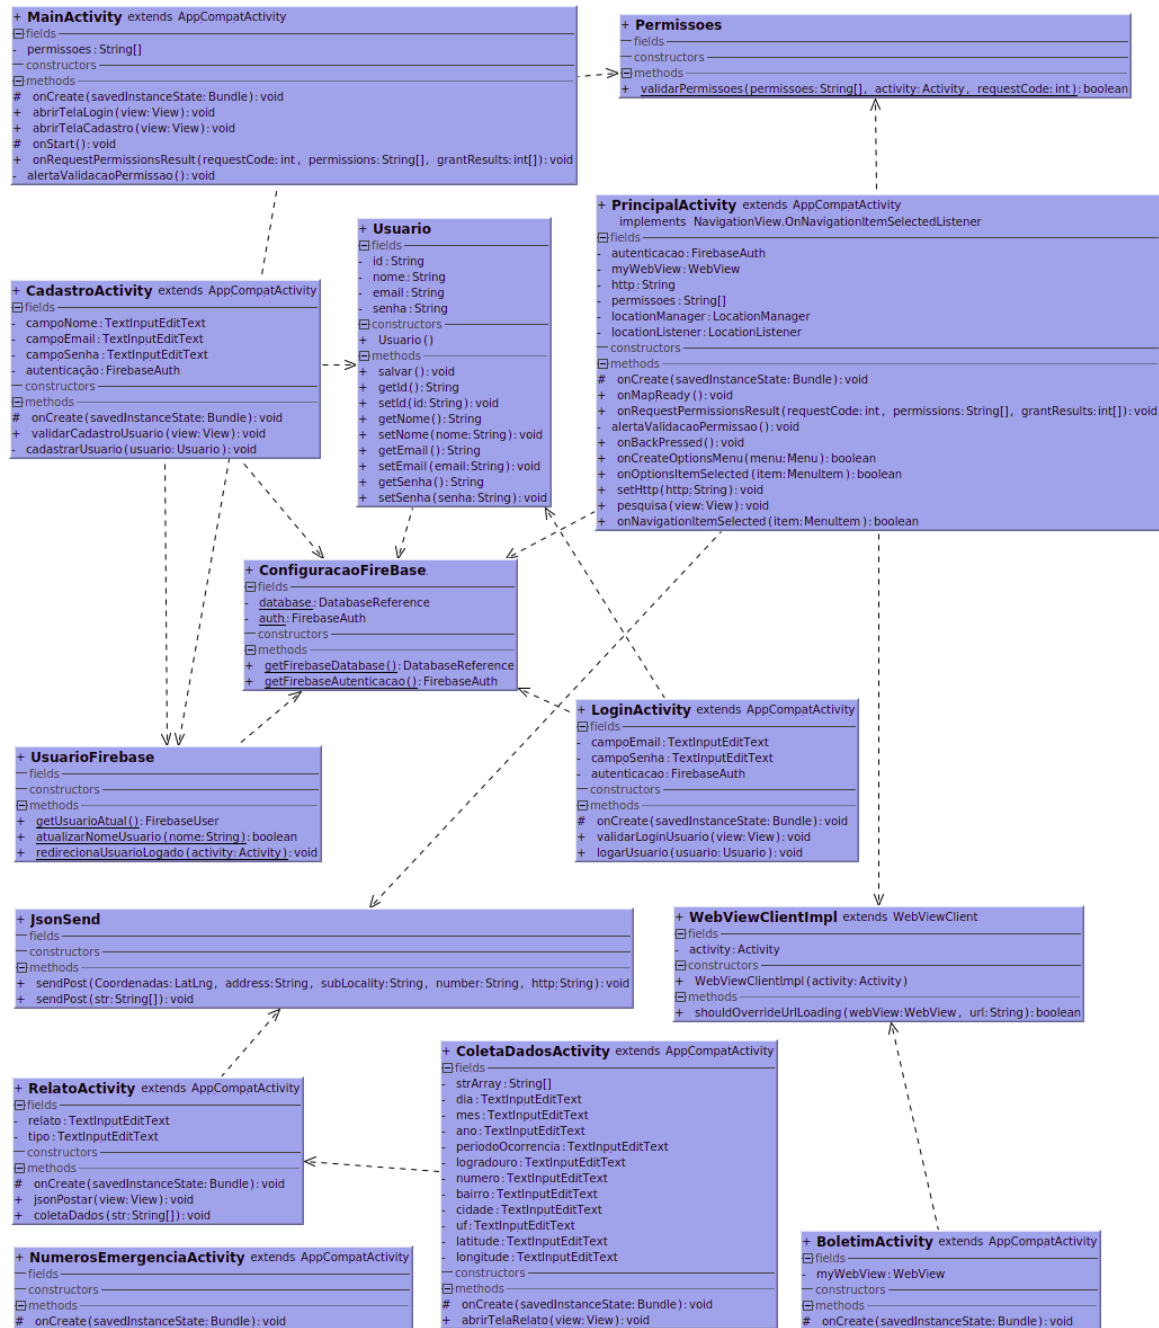 + MainActivity extends AppCompatActivity
fields
- permissoes: String[]
constructors
methods
# onCreate(savedInstanceState: Bundle): void
+ abrirTelaLogin(view: View): void
+ abrirTelaCadastro(view: View): void
# onStart(): void
+ onRequestPermissionsResult(requestCode: int, permissions: String[], grantResults: int[]): void
- alertaValidacaoPermissao(): void
+ Permissoes
fields
constructors
methods
+ validarPermissoes(permissoes: String[], activity: Activity, requestCode: int): boolean
+ PrincipalActivity extends AppCompatActivity
implements NavigationView.OnNavigationItemSelectedListener
fields
- autenticacao: FirebaseAuth
- myWebView: WebView
- http: String
- permissoes: String[]
- locationManager: LocationManager
- locationListener: LocationListener
constructors
methods
# onCreate(savedInstanceState: Bundle): void
+ onMapReady(): void
+ onRequestPermissionsResult(requestCode: int, permissions: String[], grantResults: int[]): void
- alertaValidacaoPermissao(): void
+ onBackPressed(): void
+ onCreateOptionsMenu(menu: Menu): boolean
+ onOptionsItemSelected(item: MenuItem): boolean
+ setHttp(http: String): void
+ pesquisa(view: View): void
+ onNavigationItemSelected(item: MenuItem): boolean
+ Usuario
fields
- id: String
- nome: String
- email: String
- senha: String
constructors
+ Usuario()
methods
+ salvar(): void
+ getId(): String
+ setId(id: String): void
+ getNome(): String
+ setNome(nome: String): void
+ getEmail(): String
+ setEmail(email: String): void
+ getSenha(): String
+ setSenha(senha: String): void
+ CadastroActivity extends AppCompatActivity
fields
- campoNome: TextInputEditText
- campoEmail: TextInputEditText
- campoSenha: TextInputEditText
- autenticação: FirebaseAuth
constructors
methods
# onCreate(savedInstanceState: Bundle): void
+ validarCadastroUsuario(view: View): void
- cadastrarUsuario(usuario: Usuario): void
+ ConfiguracaoFireBase
fields
- database: DatabaseReference
- auth: FirebaseAuth
constructors
methods
+ getFirebaseDatabase(): DatabaseReference
+ getFirebaseAutenticacao(): FirebaseAuth
+ LoginActivity extends AppCompatActivity
fields
- campoEmail: TextInputEditText
- campoSenha: TextInputEditText
- autenticacao: FirebaseAuth
constructors
methods
# onCreate(savedInstanceState: Bundle): void
+ validarLoginUsuario(view: View): void
+ logarUsuario(usuario: Usuario): void
+ UsuarioFirebase
fields
constructors
methods
+ getUsuarioAtual(): FirebaseUser
+ atualizarNomeUsuario(nome: String): boolean
+ redirecionaUsuarioLogado(activity: Activity): void
+ JsonSend
fields
constructors
methods
+ sendPost(Coordenadas: LatLng, address: String, subLocality: String, number: String, http: String): void
+ sendPost(str: String[]): void
+ WebViewClientImpl extends WebViewClient
fields
- activity: Activity
constructors
+ WebViewClientImpl(activity: Activity)
methods
+ shouldOverrideUrlLoading(webView: WebView, url: String): boolean
+ RelatoActivity extends AppCompatActivity
fields
- relato: TextInputEditText
- tipo: TextInputEditText
constructors
methods
# onCreate(savedInstanceState: Bundle): void
+ jsonPostar(view: View): void
+ coletaDados(str: String[]): void
+ ColetaDadosActivity extends AppCompatActivity
fields
- strArray: String[]
- dia: TextInputEditText
- mes: TextInputEditText
- ano: TextInputEditText
- periodoOcorrencia: TextInputEditText
- logradouro: TextInputEditText
- numero: TextInputEditText
- bairro: TextInputEditText
- cidade: TextInputEditText
- uf: TextInputEditText
- latitude: TextInputEditText
- longitude: TextInputEditText
constructors
methods
# onCreate(savedInstanceState: Bundle): void
+ abrirTelaRelato(view: View): void
+ NumerosEmergenciaActivity extends AppCompatActivity
fields
constructors
methods
# onCreate(savedInstanceState: Bundle): void
+ BoletimActivity extends AppCompatActivity
fields
- myWebView: WebView
constructors
methods
# onCreate(savedInstanceState: Bundle): void